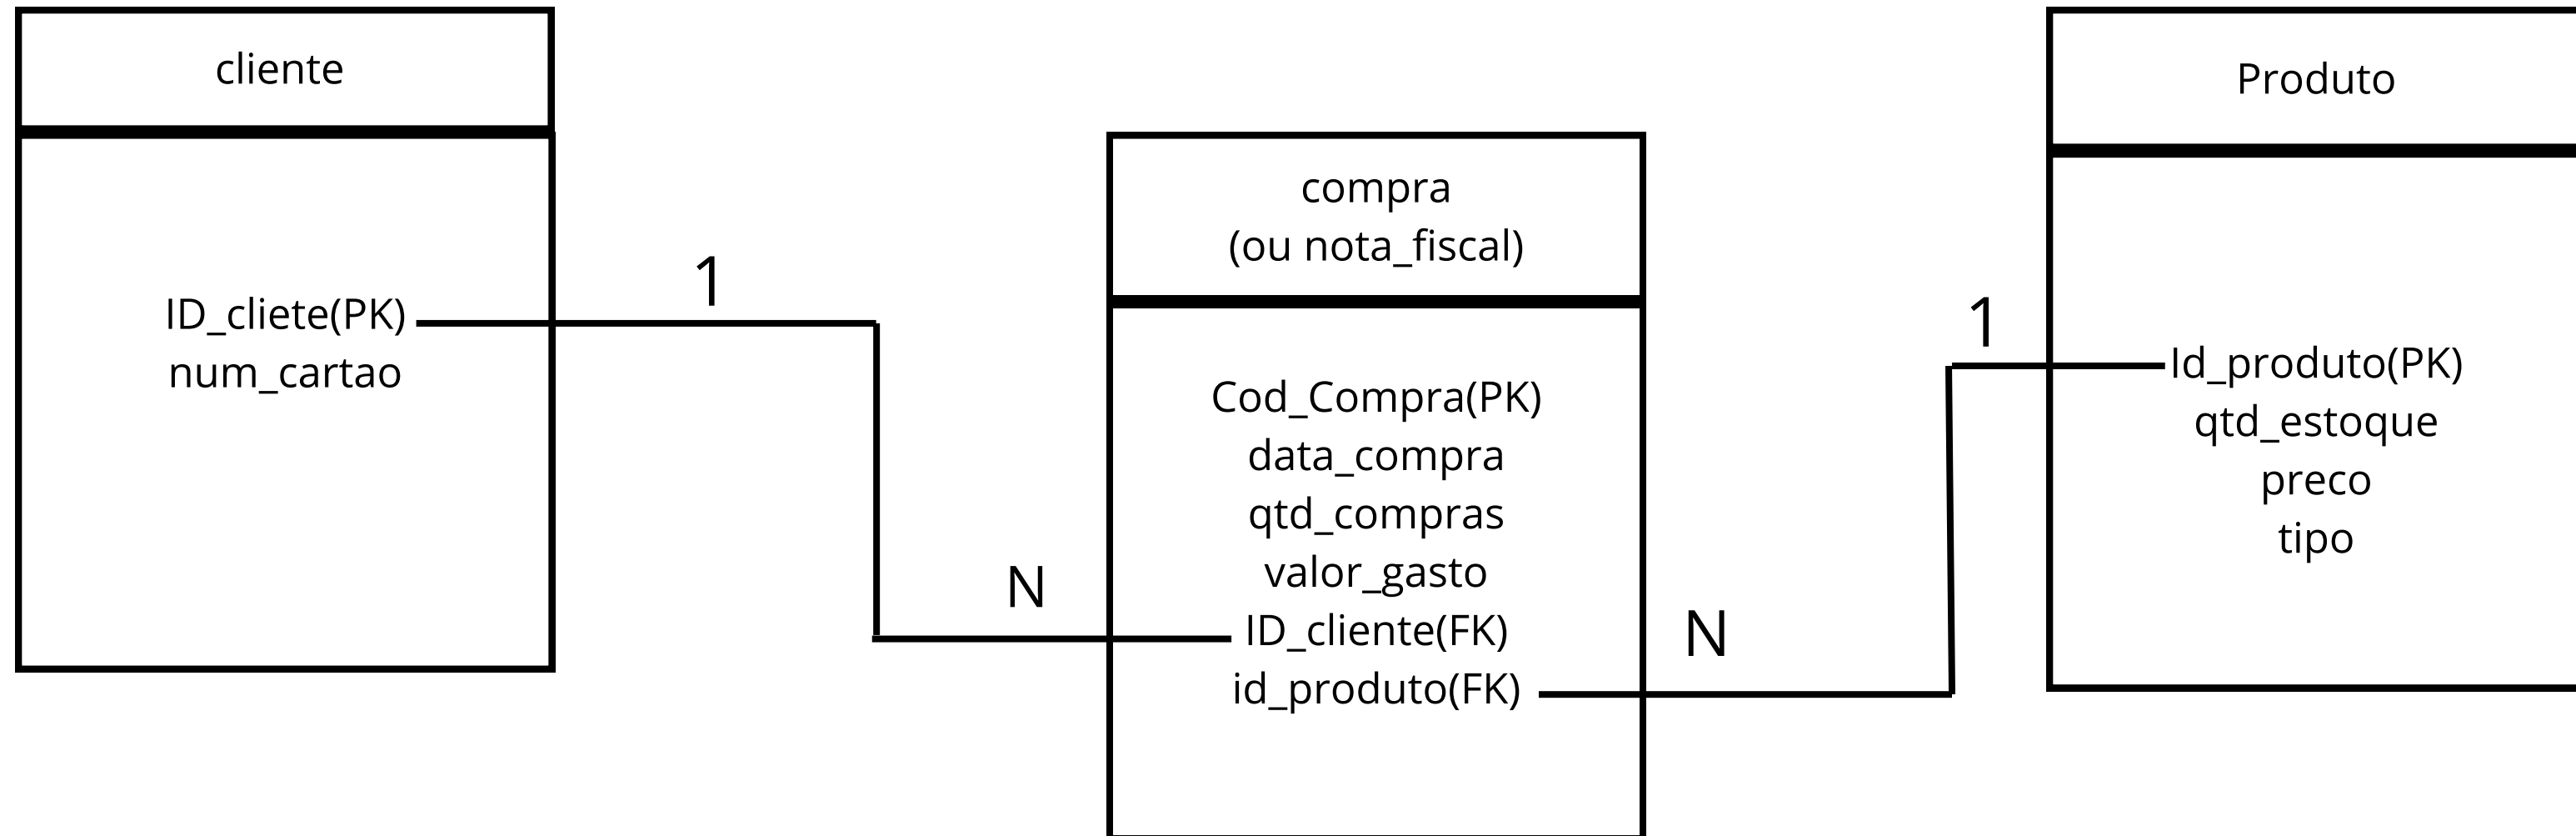 cliente
ID_cliete(PK)
num_cartao
1
N
compra
(ou nota_fiscal)
Cod_Compra(PK)
data_compra
qtd_compras
valor_gasto
ID_cliente(FK)
id_produto(FK)
N
1
Produto
Id_produto(PK)
qtd_estoque
preco
tipo